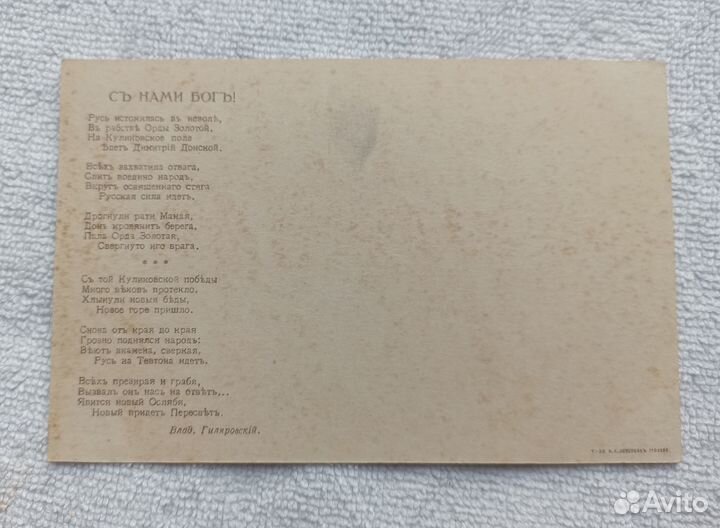 СЪ НАМИ БОГЪ!
Русь истомилась въ неволѣ,
Въ рабствѣ Орды Золотой.
На Куликовское поле
Ѣдетъ Димитрій Донской.
Всѣхъ захватила отвага,
Слитъ воедино народъ,
Вкругъ освященнаго стяга
Русская сила идетъ.
Дрогнули рати Мамая,
Донъ кровянитъ берега,
Пала Орда Золотая,
Свергнуто иго врага.
* * *
Съ той Куликовской побѣды
Много вѣковъ протекло.
Хлынули новыя бѣды,
Новое горе пришло.
Снова отъ края до края
Грозно поднялся народъ:
Вѣютъ знамена, сверкая,
Русь на Тевтона идетъ.
Всѣхъ презирая и грабя,
Вызвалъ онъ насъ на отвѣтъ,..
Явится новый Ослябя,
Новый придетъ Пересвѣтъ.
Влад. Гиляровскій.
Avito